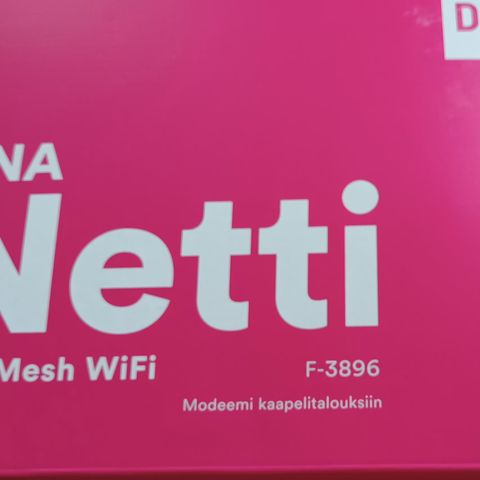 D
NA
Netti
Mesh WiFi
F-3896
Modeemi kaapelitalouksiin